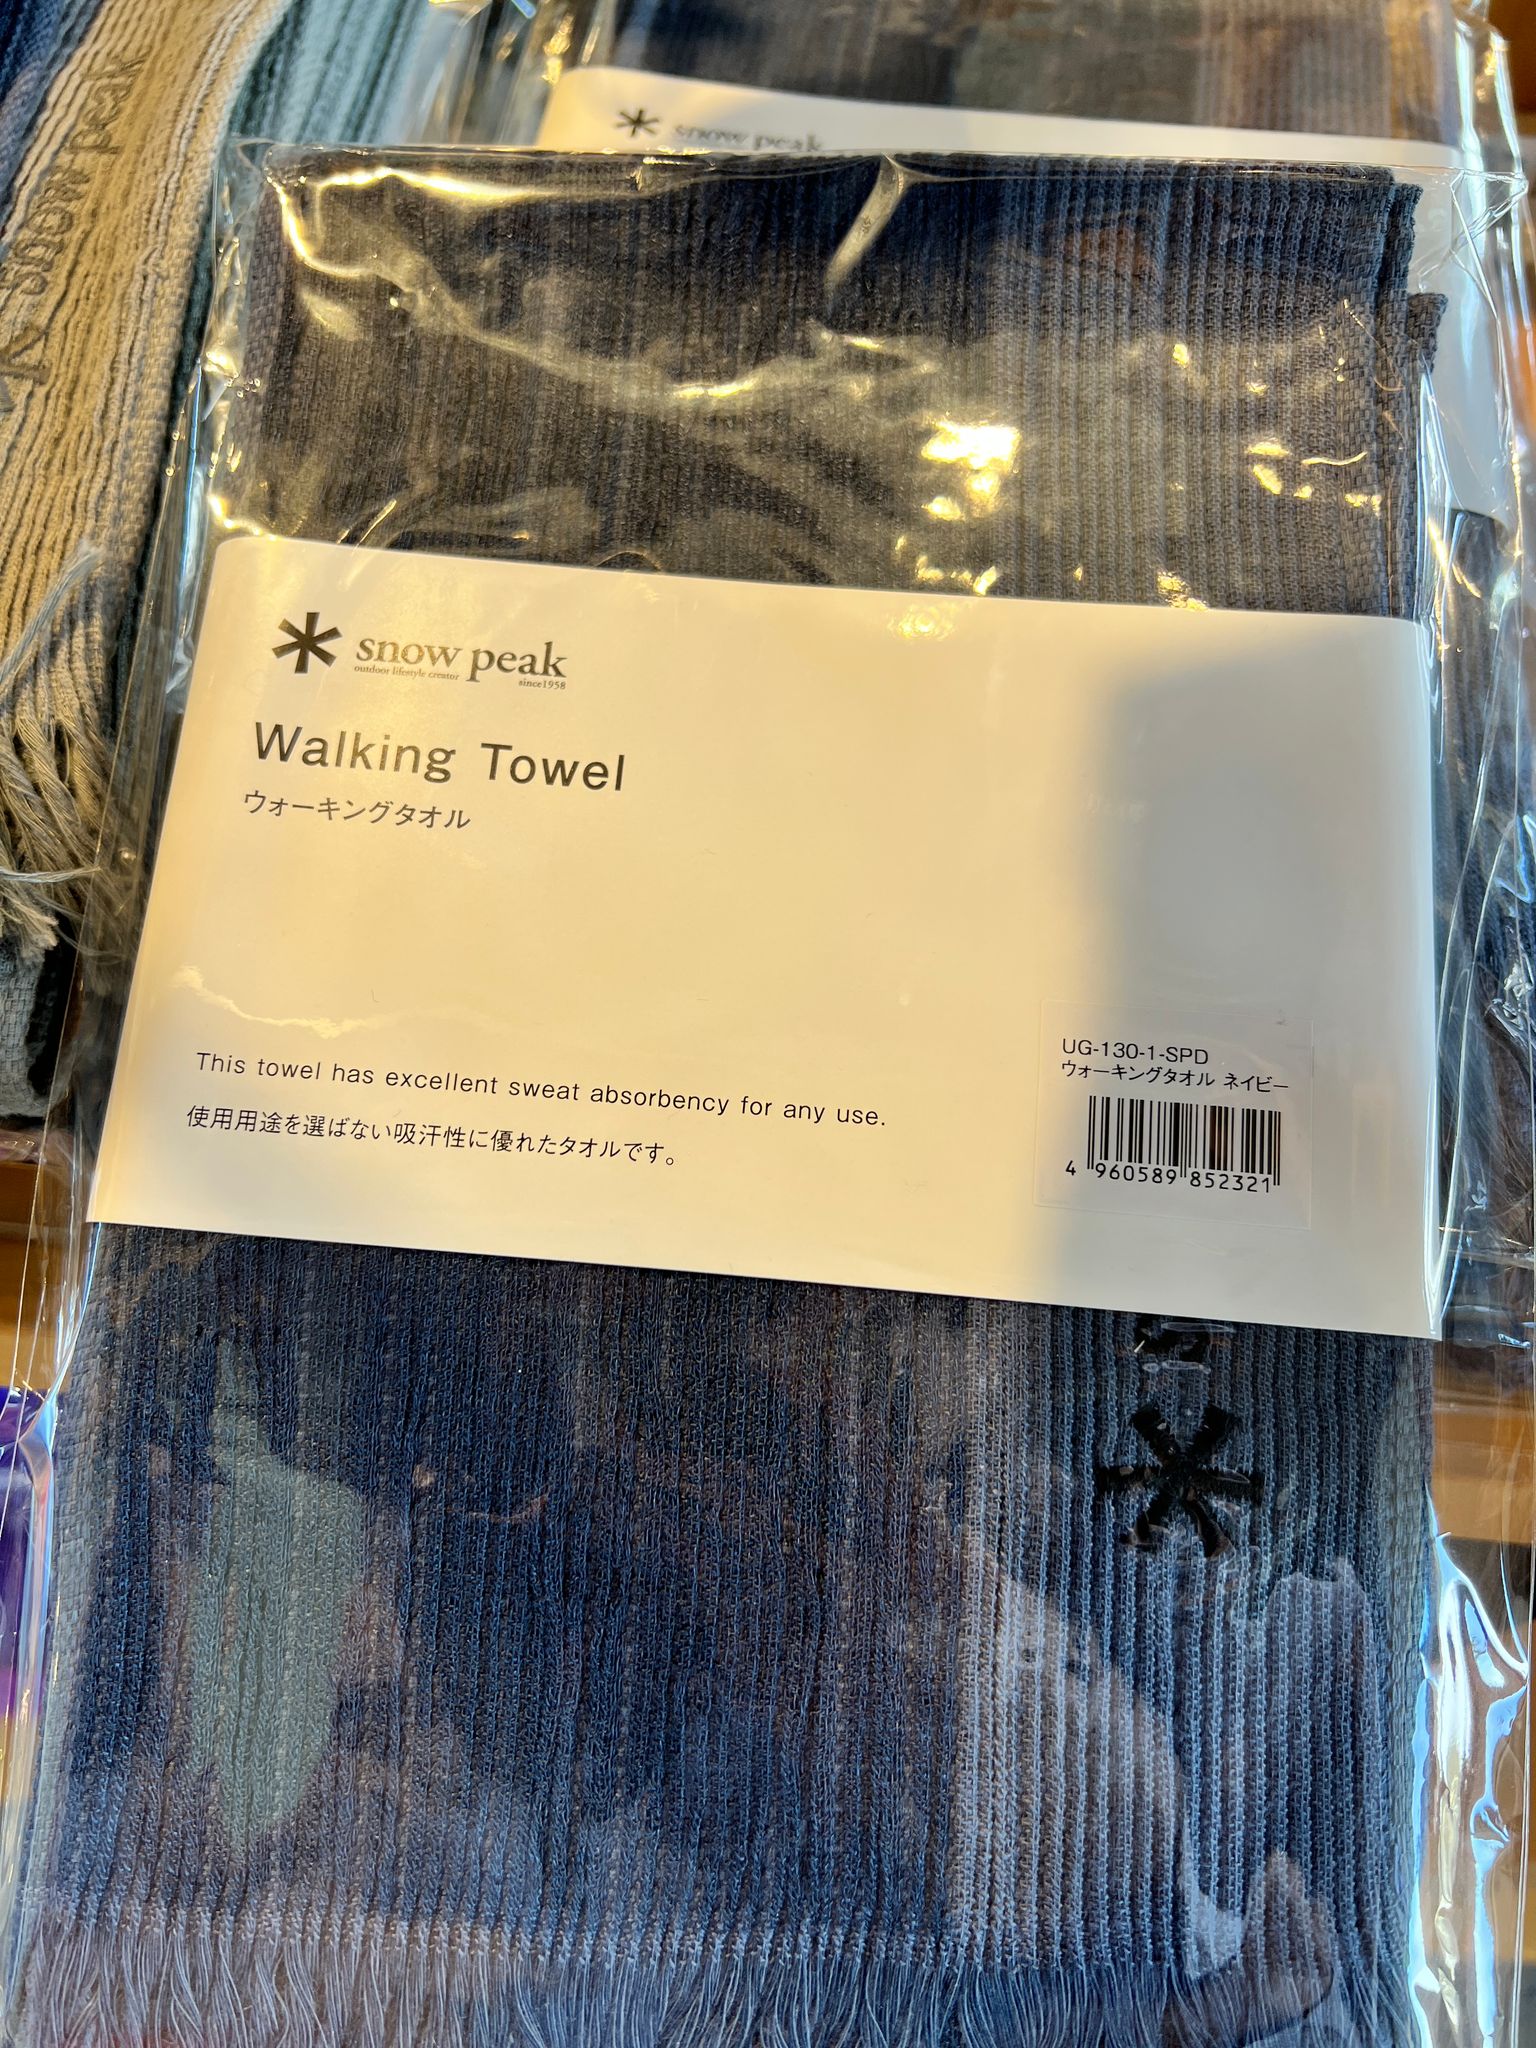 snow peak
snow peak
snow peak
outdoor lifestyle creator
since1958
Walking Towel
ウォーキングタオル
This towel has excellent sweat absorbency for any use.
使用用途を選ばない吸汗性に優れたタオルです。
UG-130-1-SPD
ウォーキングタオル ネイビー
4 960589 852321